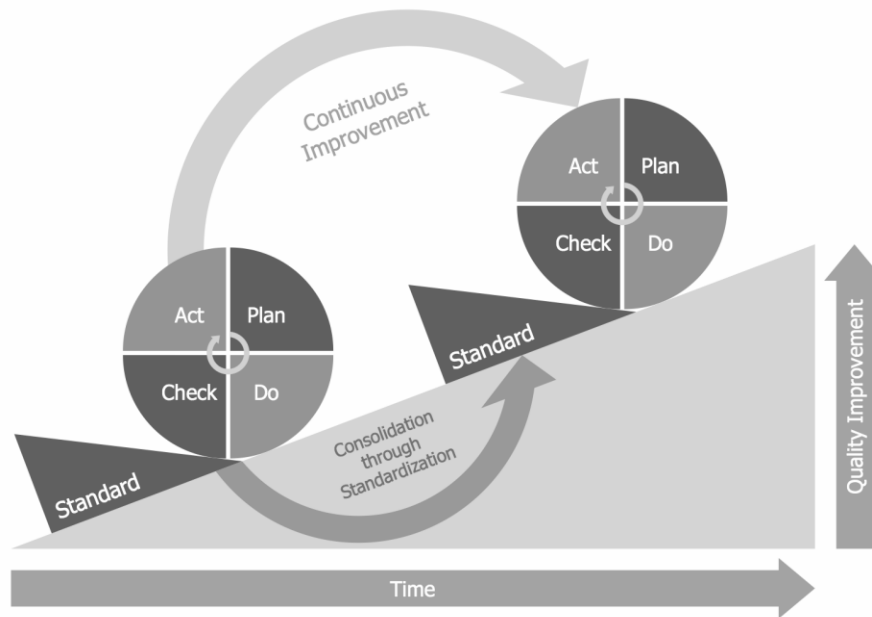 Continuous
Improvement
Act
Plan
Check
Do
Standard
Act
Plan
Check
Do
Standard
Consolidation
through
Standardization
Quality Improvement
Time